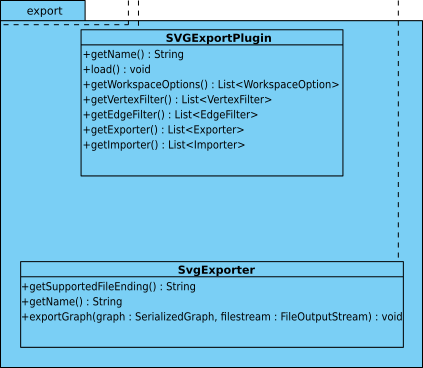 export
SVGExportPlugin
+getName() : String
+load() : void
+getWorkspaceOptions() : List<WorkspaceOption>
+getVertexFilter() : List<VertexFilter>
+getEdgeFilter() : List<EdgeFilter>
+getExporter() : List<Exporter>
+getImporter() : List<Importer>
SvgExporter
+getSupportedFileEnding() : String
+getName() : String
+exportGraph(graph : SerializedGraph, filestream : FileOutputStream) : void